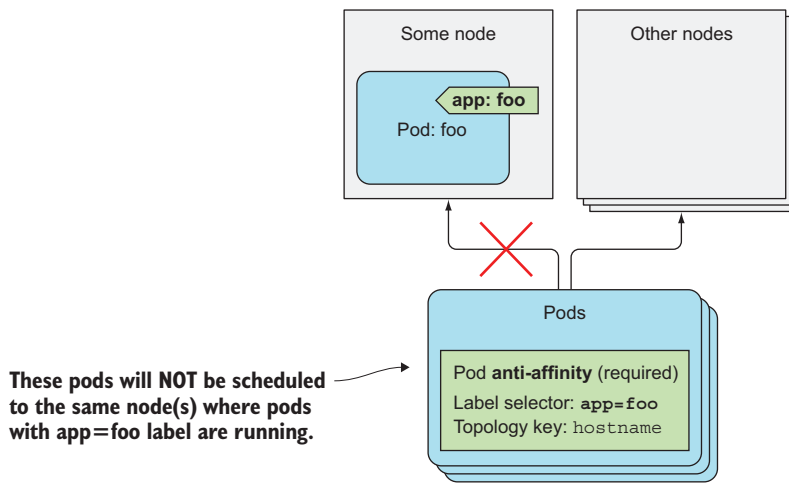 Some node
Other nodes
app: foo
Pod: foo
Pods
Pod anti-affinity (required)
Label selector: app=foo
Topology key: hostname
These pods will NOT be scheduled
to the same node(s) where pods
with app=foo label are running.